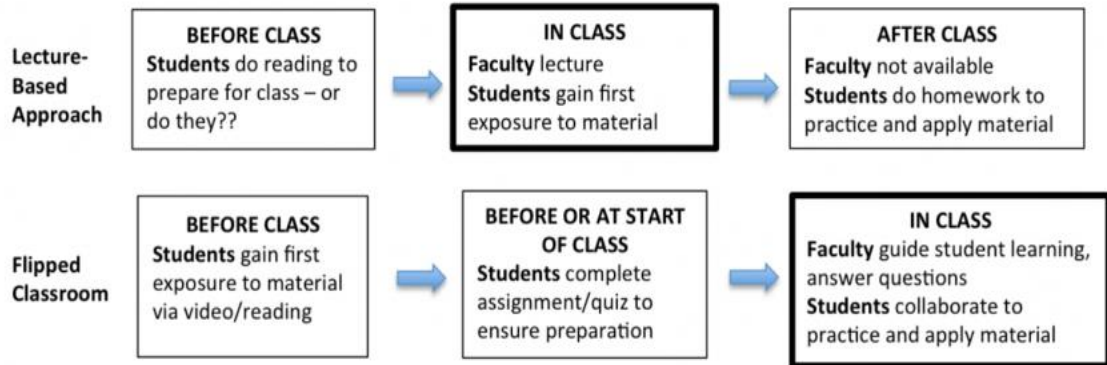 Lecture-
Based
Approach
BEFORE CLASS
Students do reading to
prepare for class – or
do they??
IN CLASS
Faculty lecture
Students gain first
exposure to material
AFTER CLASS
Faculty not available
Students do homework to
practice and apply material
Flipped
Classroom
BEFORE CLASS
Students gain first
exposure to material
via video/reading
BEFORE OR AT START
OF CLASS
Students complete
assignment/quiz to
ensure preparation
IN CLASS
Faculty guide student learning,
answer questions
Students collaborate to
practice and apply material